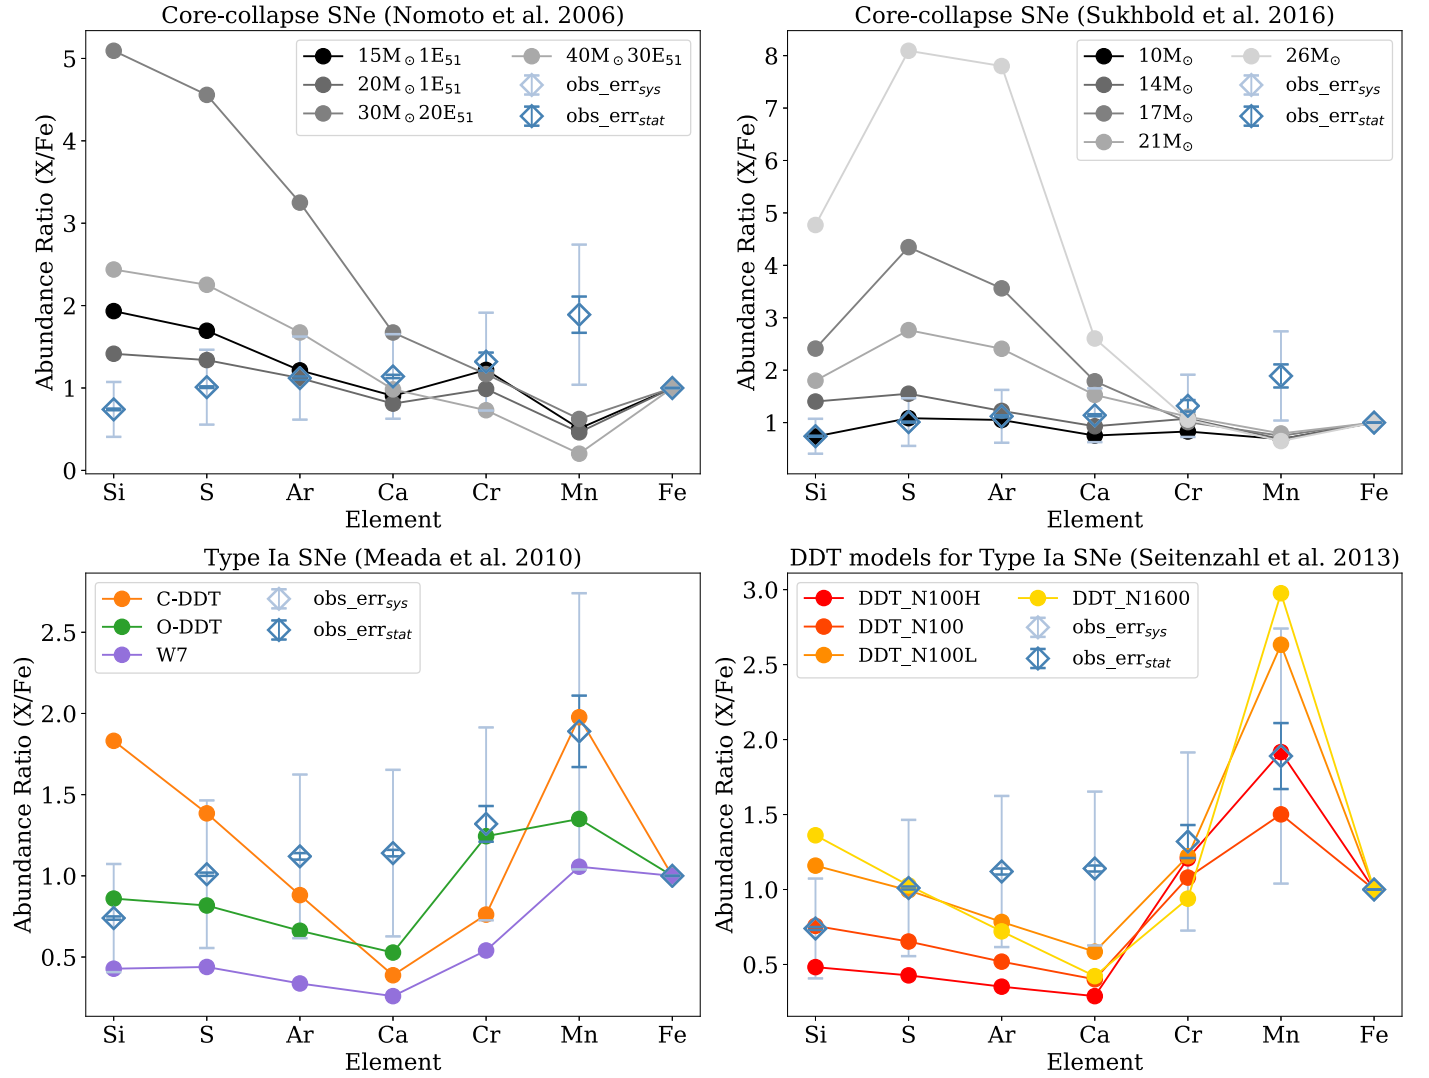 Core-collapse SNe (Nomoto et al. 2006)
Abundance Ratio (X/Fe)
5
4
3
2
1
0
15M⊙1E51
20M⊙1E51
30M⊙20E51
40M⊙30E51
obs_errsys
obs_errstat
Si S Ar Ca Cr Mn Fe
Element
Core-collapse SNe (Sukhbold et al. 2016)
Abundance Ratio (X/Fe)
8
7
6
5
4
3
2
1
10M⊙
14M⊙
17M⊙
21M⊙
26M⊙
obs_errsys
obs_errstat
Si S Ar Ca Cr Mn Fe
Element
Type Ia SNe (Meada et al. 2010)
Abundance Ratio (X/Fe)
2.5
2.0
1.5
1.0
0.5
C-DDT
O-DDT
W7
obs_errsys
obs_errstat
Si S Ar Ca Cr Mn Fe
Element
DDT models for Type Ia SNe (Seitenzahl et al. 2013)
Abundance Ratio (X/Fe)
3.0
2.5
2.0
1.5
1.0
0.5
DDT_N100H
DDT_N100
DDT_N100L
DDT_N1600
obs_errsys
obs_errstat
Si S Ar Ca Cr Mn Fe
Element